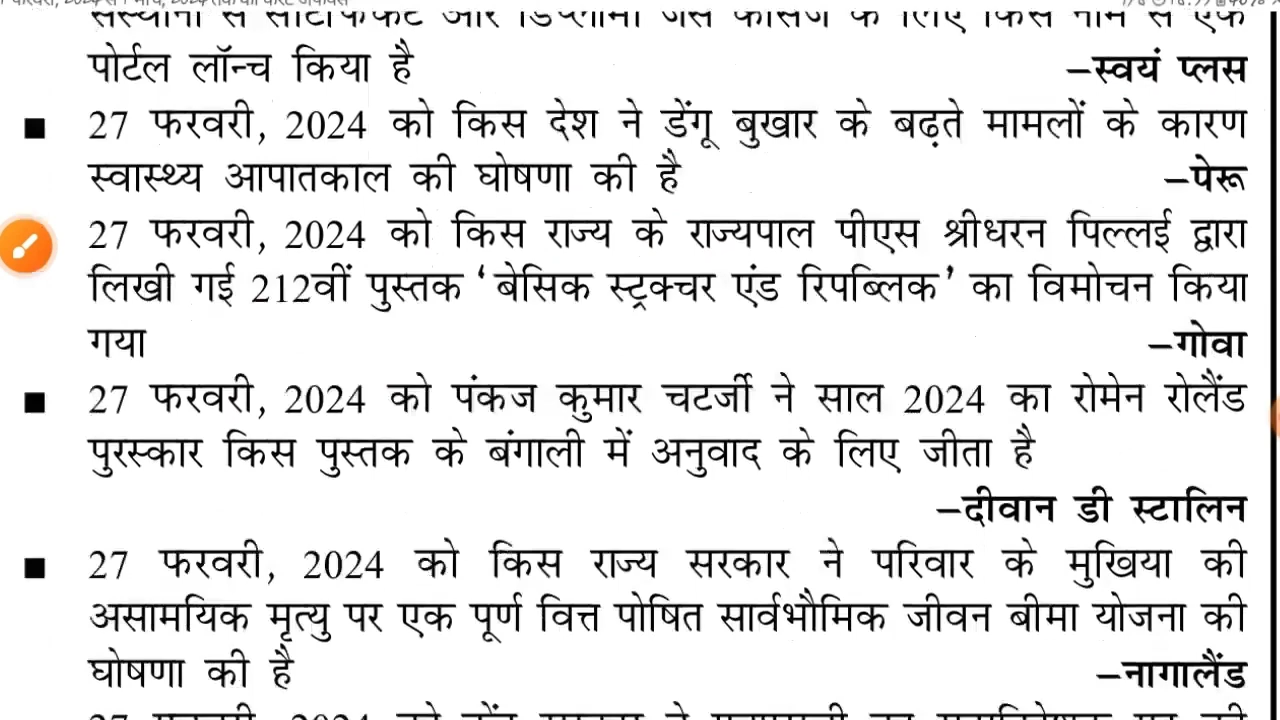 पोर्टल लॉन्च किया है –स्वयं प्लस
■ 27 फरवरी, 2024 को किस देश ने डेंगू बुखार के बढ़ते मामलों के कारण
स्वास्थ्य आपातकाल की घोषणा की है –पेरू
27 फरवरी, 2024 को किस राज्य के राज्यपाल पीएस श्रीधरन पिल्लई द्वारा
लिखी गई 212वीं पुस्तक ‘बेसिक स्ट्रक्चर एंड रिपब्लिक’ का विमोचन किया
गया –गोवा
■ 27 फरवरी, 2024 को पंकज कुमार चटर्जी ने साल 2024 का रोमेन रोलैंड
पुरस्कार किस पुस्तक के बंगाली में अनुवाद के लिए जीता है
–दीवान डी स्टालिन
■ 27 फरवरी, 2024 को किस राज्य सरकार ने परिवार के मुखिया की
असामयिक मृत्यु पर एक पूर्ण वित्त पोषित सार्वभौमिक जीवन बीमा योजना की
घोषणा की है –नागालैंड